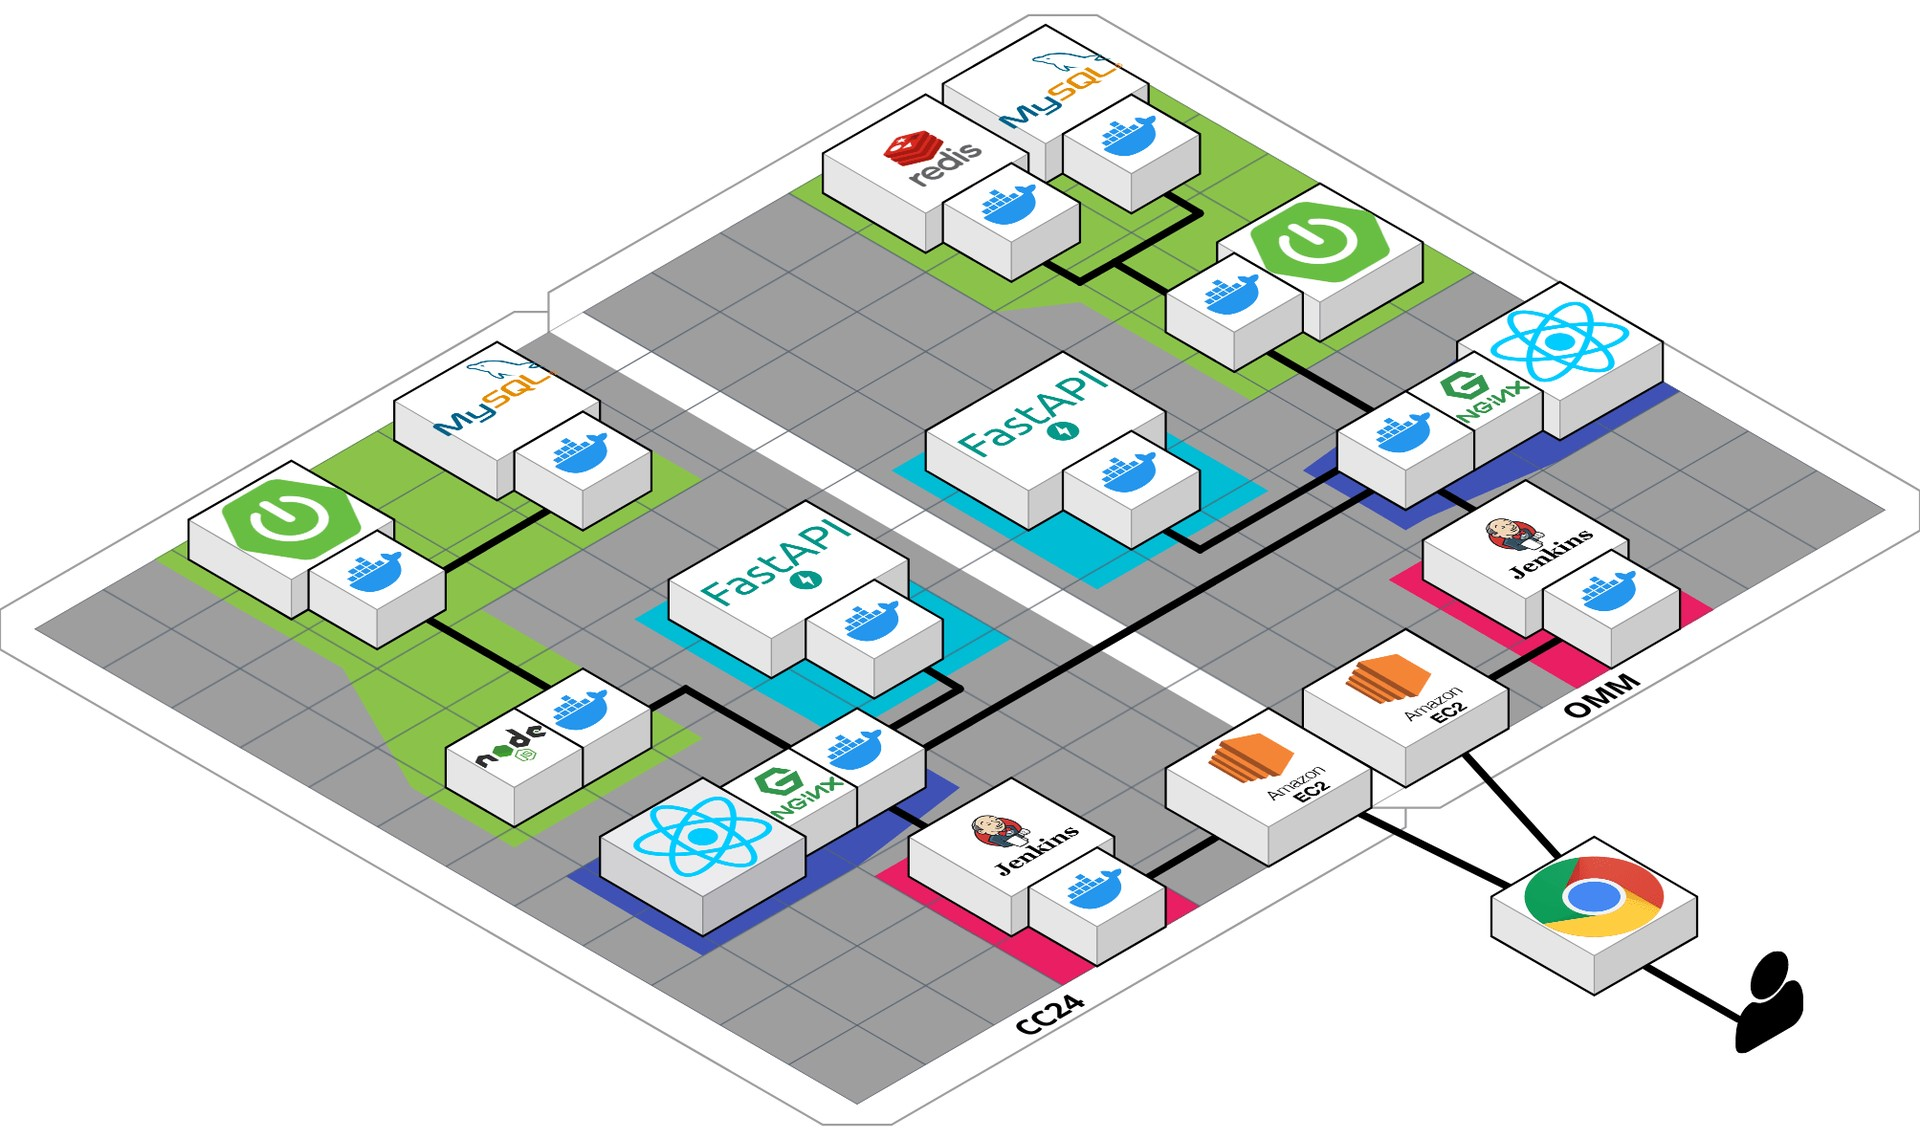 MySQL
redis
MySQL
FastAPI
NGiNX
Jenkins
FastAPI
Amazon
EC2
OMM
node
JS
NGiNX
Amazon
EC2
Jenkins
CC24